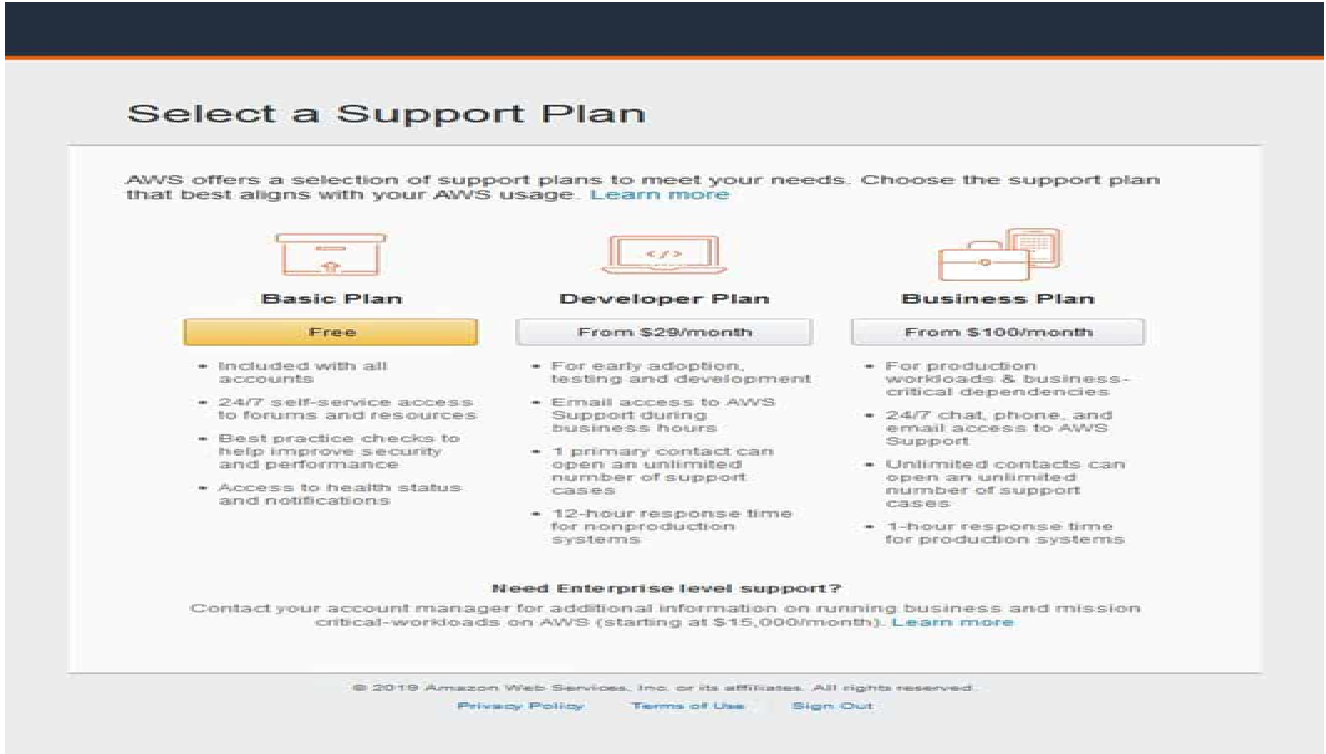 Select a Support Plan
AWS offers a selection of support plans to meet your needs. Choose the support plan
that best aligns with your AWS usage. Learn more
Basic Plan
Free
• Included with all
accounts
• 24/7 self-service access
to forums and resources
• Best practice checks to
help improve security
and performance
• Access to health status
and notifications
Developer Plan
From $29/month
• For early adoption,
testing and development
• Email access to AWS
Support during
business hours
• 1 primary contact can
open an unlimited
number of support
cases
• 12-hour response time
for nonproduction
systems
Business Plan
From $100/month
• For production
workloads & business-
critical dependencies
• 24/7 chat, phone, and
email access to AWS
Support
• Unlimited contacts can
open an unlimited
number of support
cases
• 1-hour response time
for production systems
Need Enterprise level support?
Contact your account manager for additional information on running business and mission
critical-workloads on AWS (starting at $15,000/month). Learn more
© 2019 Amazon Web Services, Inc. or its affiliates. All rights reserved.
Privacy Policy Terms of Use Sign Out